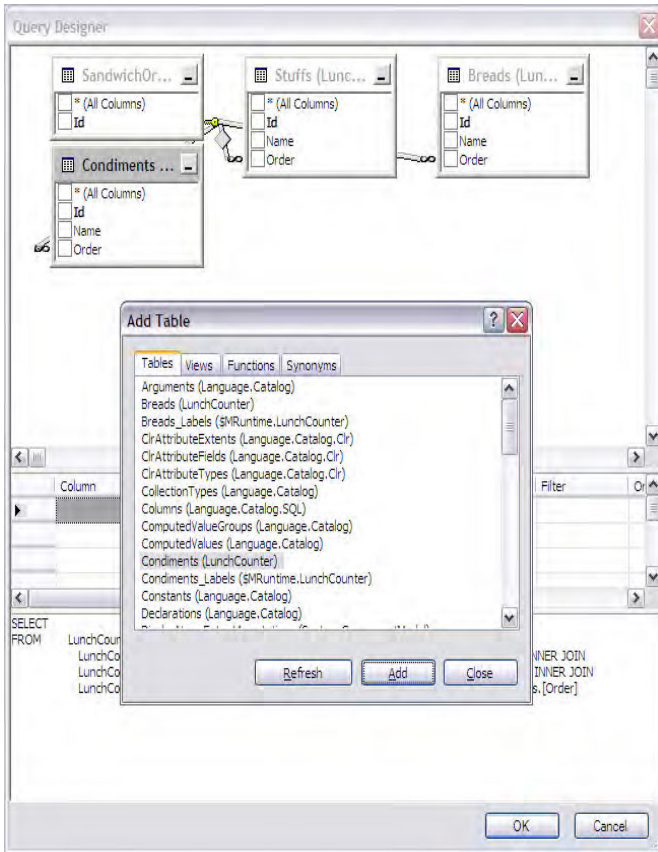 Query Designer
SandwichOr...
* (All Columns)
Id
Stuffs (Lunc...
* (All Columns)
Id
Name
Order
Breads (Lun...
* (All Columns)
Id
Name
Order
Condiments ...
* (All Columns)
Id
Name
Order
Add Table
Tables Views Functions Synonyms
Arguments (Language.Catalog)
Breads (LunchCounter)
Breads_Labels ($MRuntime.LunchCounter)
ClrAttributeExtents (Language.Catalog.Clr)
ClrAttributeFields (Language.Catalog.Clr)
ClrAttributeTypes (Language.Catalog.Clr)
CollectionTypes (Language.Catalog)
Columns (Language.Catalog.SQL)
ComputedValueGroups (Language.Catalog)
ComputedValues (Language.Catalog)
Condiments (LunchCounter)
Condiments_Labels ($MRuntime.LunchCounter)
Constants (Language.Catalog)
Declarations (Language.Catalog)
Refresh Add Close
Column Filter Or
SELECT
FROM LunchCoun
LunchCo NNER JOIN
LunchCo INNER JOIN
LunchCo s.[Order]
OK Cancel